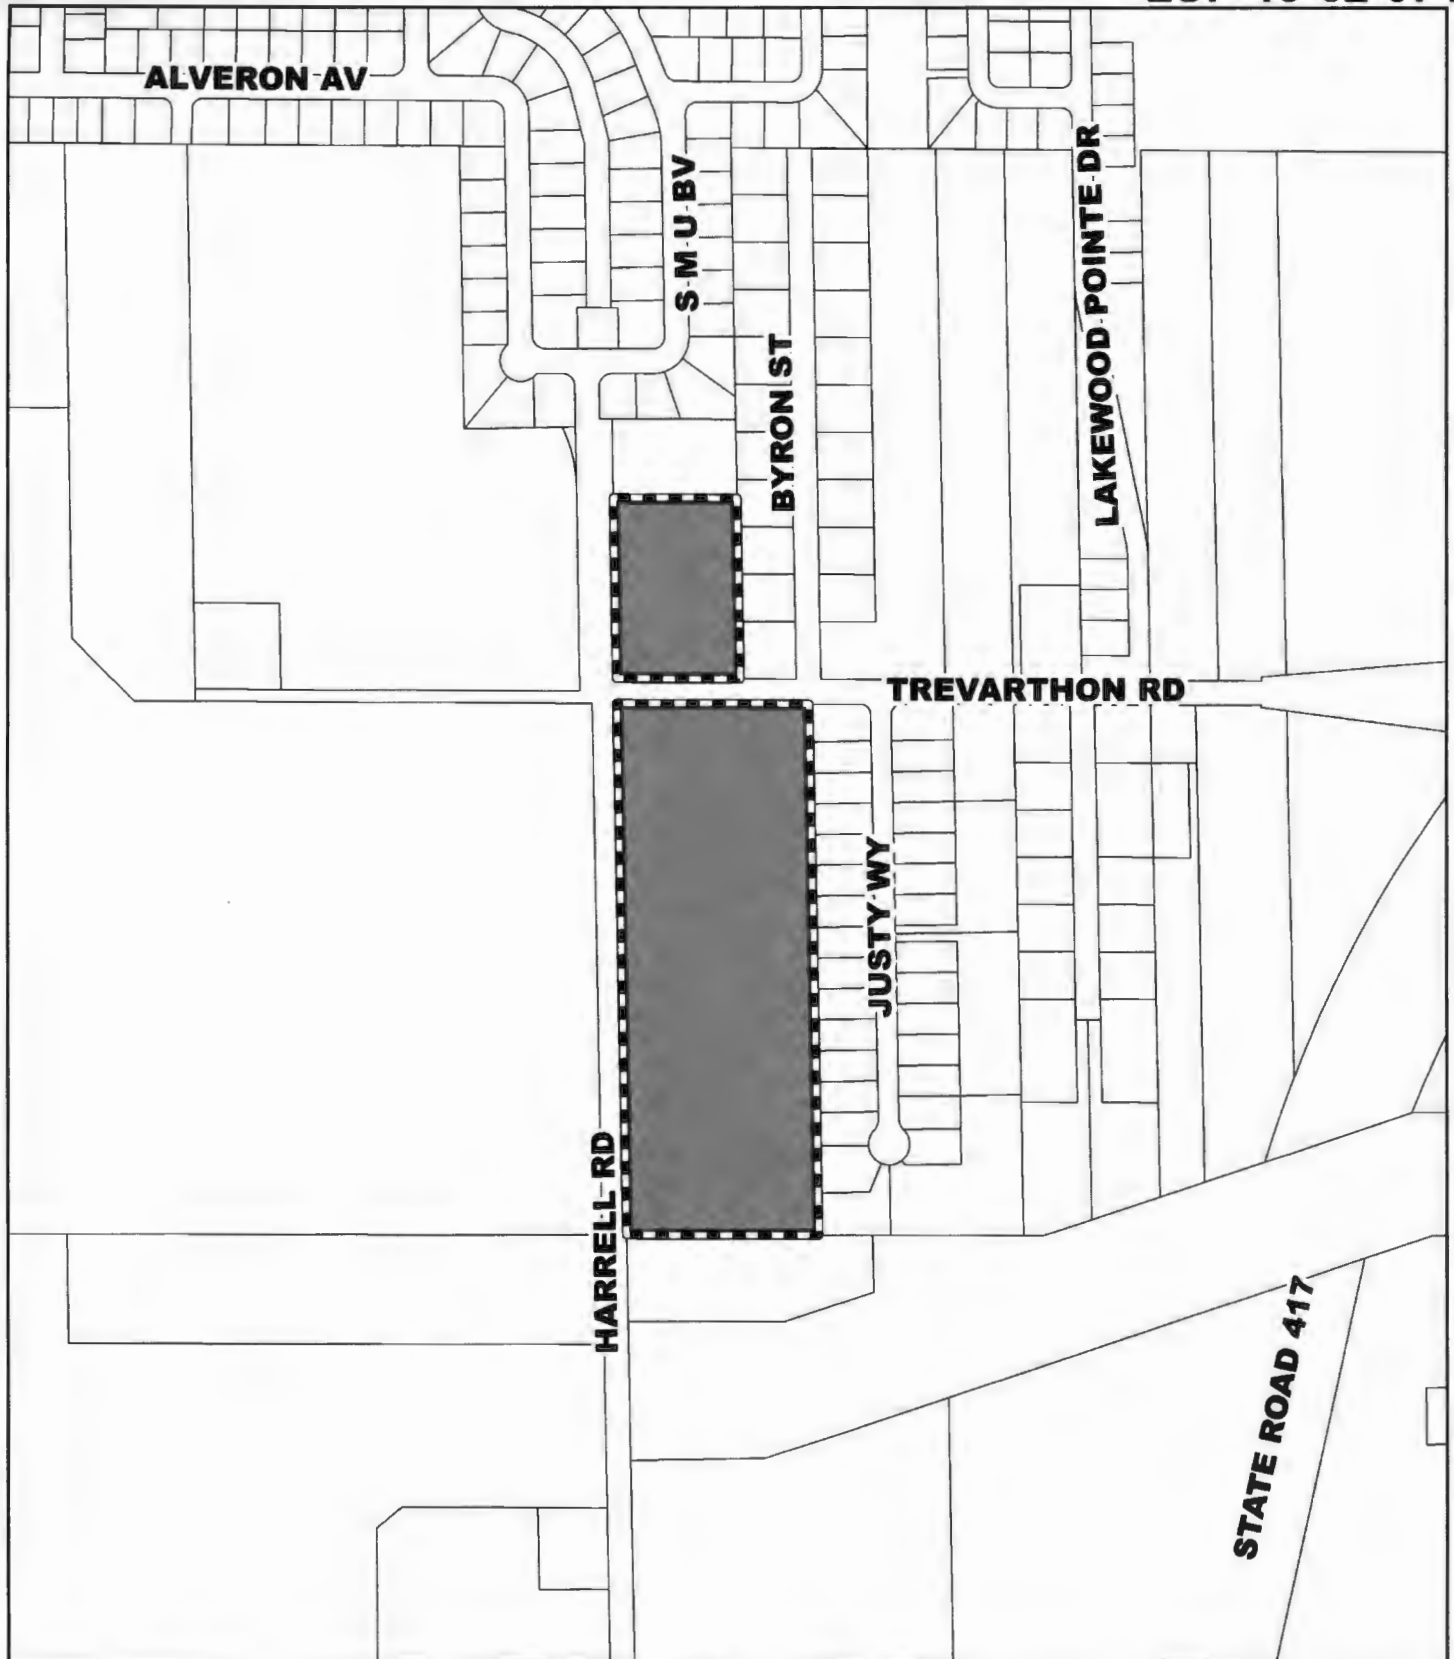 ALVERON AV
S M U BV
BYRON ST
LAKEWOOD POINTE DR
TREVARTHON RD
JUSTY WY
HARRELL RD
STATE ROAD 417